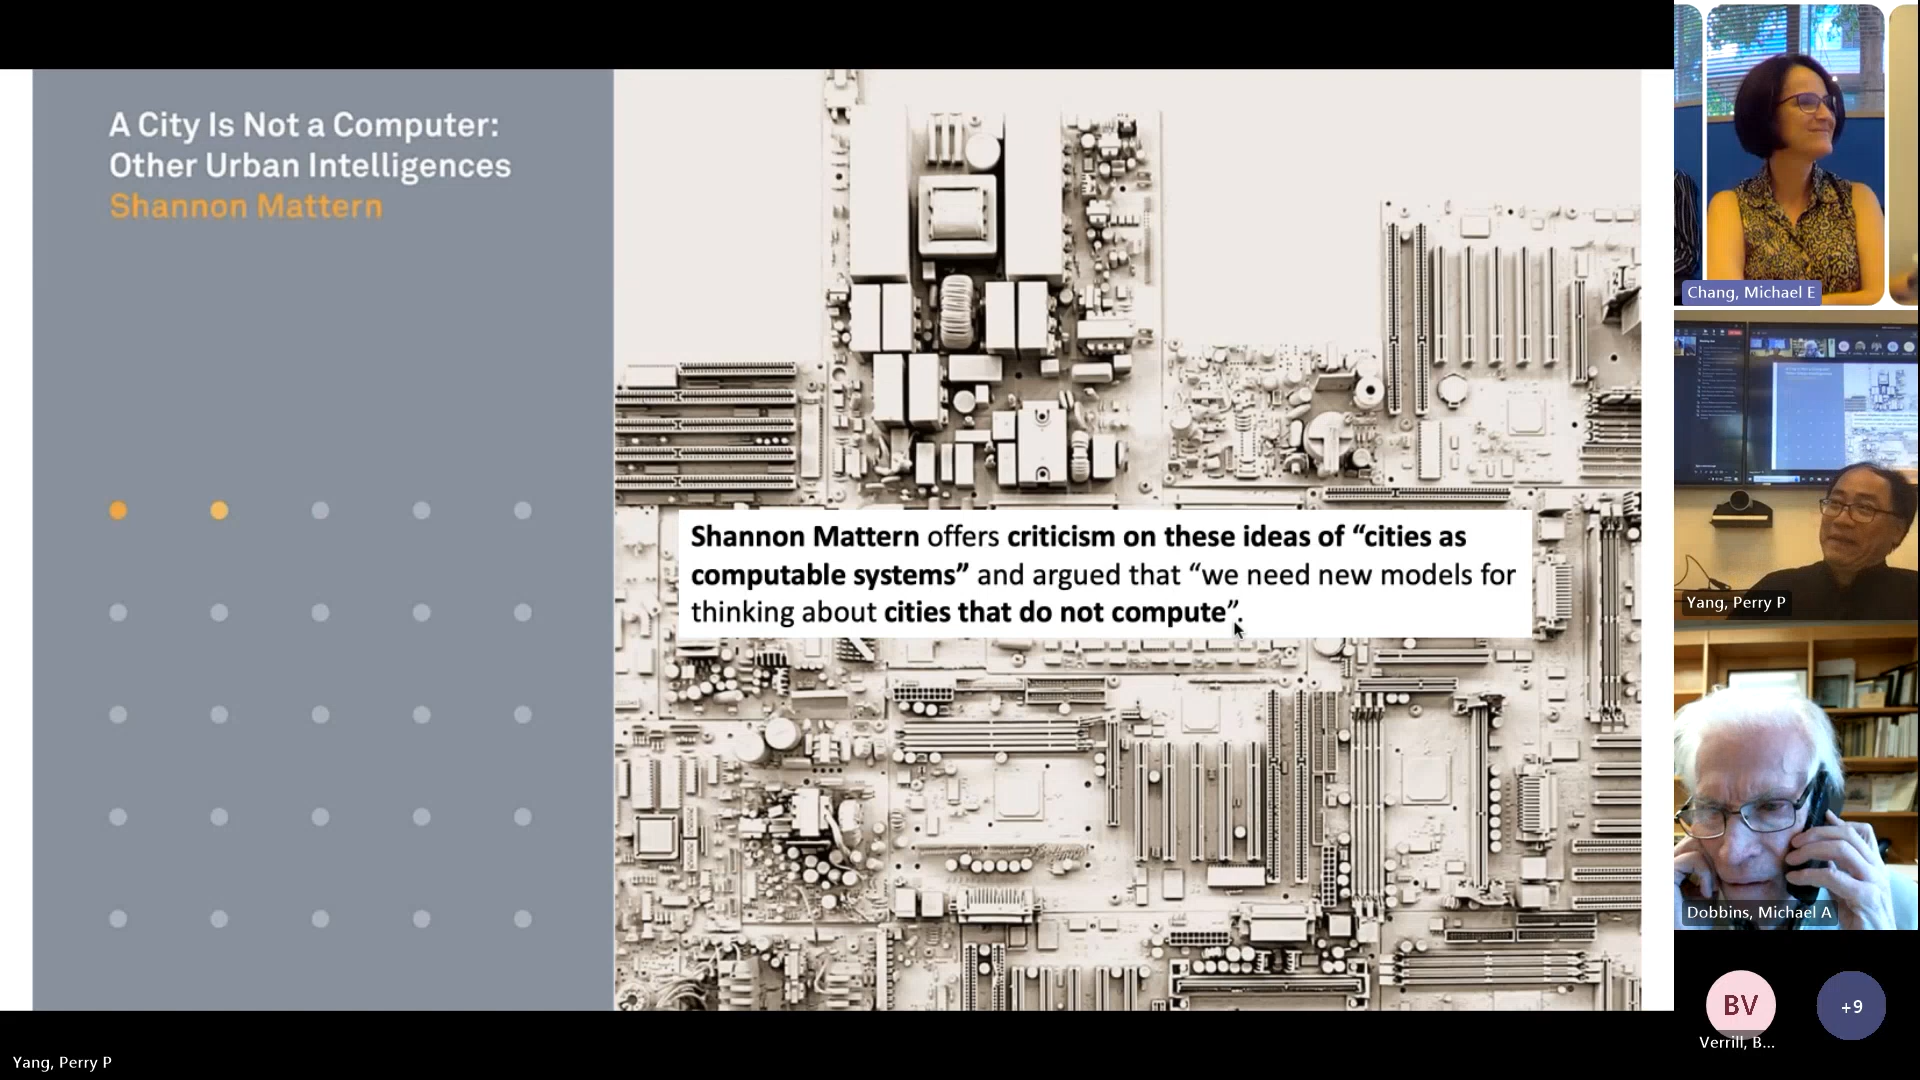 A City Is Not a Computer:
Other Urban Intelligences
Shannon Mattern
Shannon Mattern offers criticism on these ideas of “cities as
computable systems” and argued that “we need new models for
thinking about cities that do not compute”.
Chang, Michael E
Yang, Perry P
Dobbins, Michael A
BV
+9
Verrill, B...
Yang, Perry P